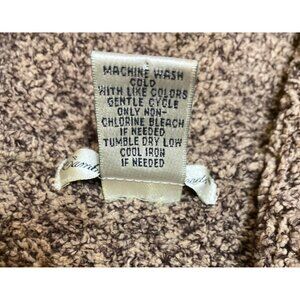 MACHINE WASH
COLD
WITH LIKE COLORS
GENTLE CYCLE
ONLY NON-
CHLORINE BLEACH
IF NEEDED
TUMBLE DRY LOW
COOL IRON
IF NEEDED